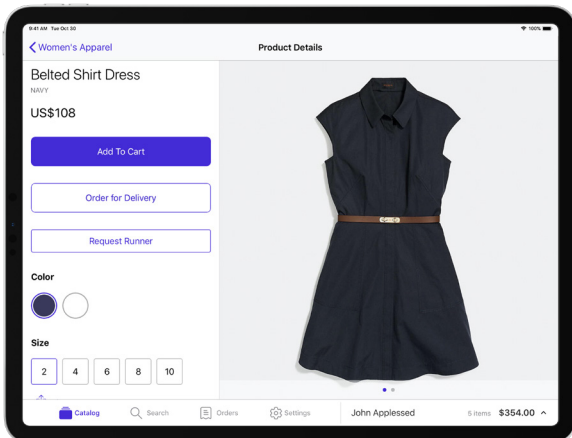 9:41 AM Tue Oct 30
100%
Women's Apparel
Product Details
Belted Shirt Dress
NAVY
US$108
Add To Cart
Order for Delivery
Request Runner
Color
Size
2 4 6 8 10
Catalog
Search
Orders
Settings
John Applessed
5 items $354.00